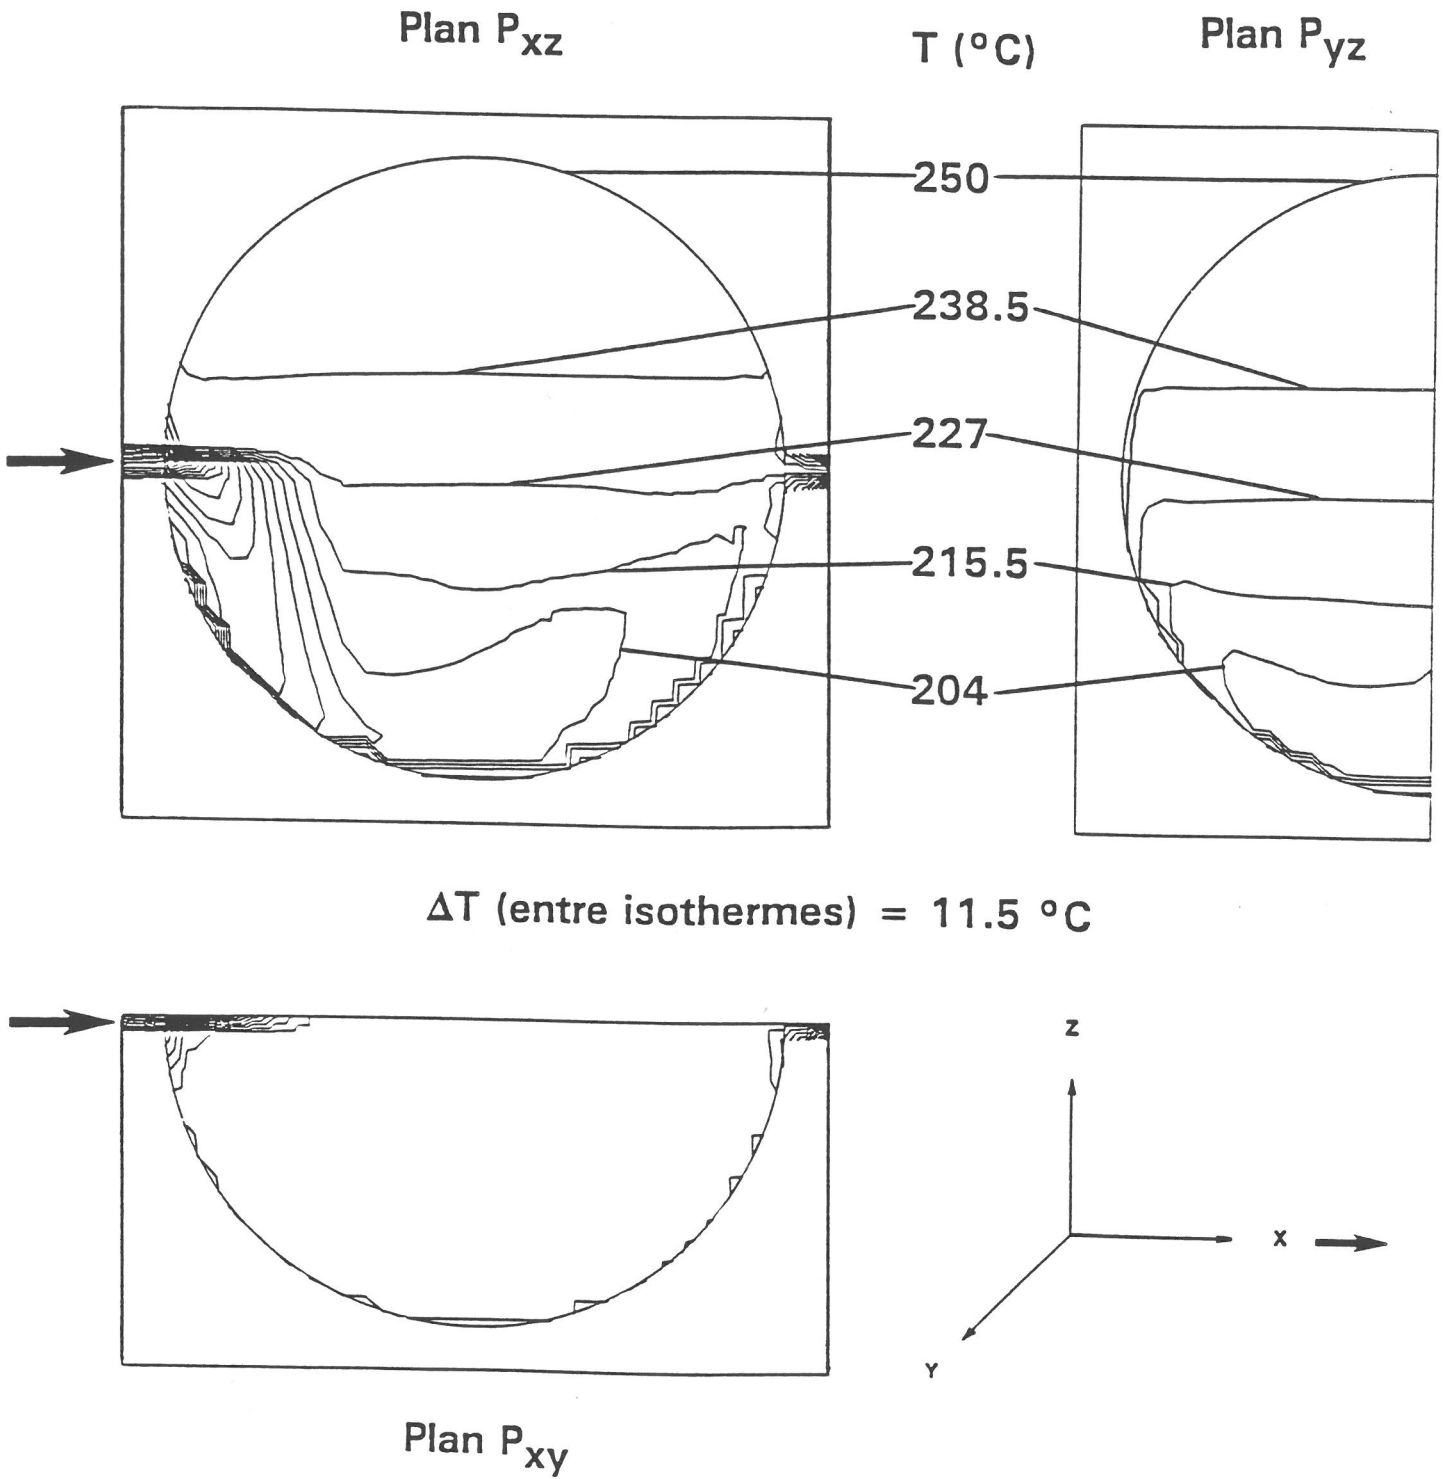 Plan Pxz
T (°C)
Plan Pyz
250
238.5
227
215.5
204
ΔT (entre isothermes) = 11.5 °C
Z
X
Y
Plan Pxy